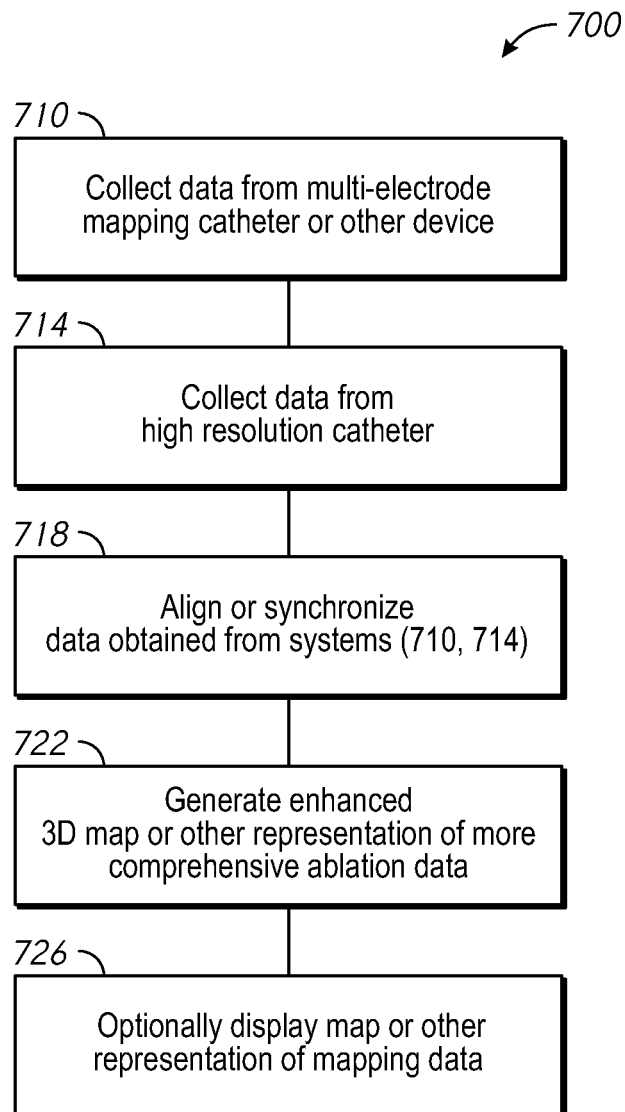 700
710
Collect data from multi-electrode
mapping catheter or other device
714
Collect data from
high resolution catheter
718
Align or synchronize
data obtained from systems (710, 714)
722
Generate enhanced
3D map or other representation of more
comprehensive ablation data
726
Optionally display map or other
representation of mapping data